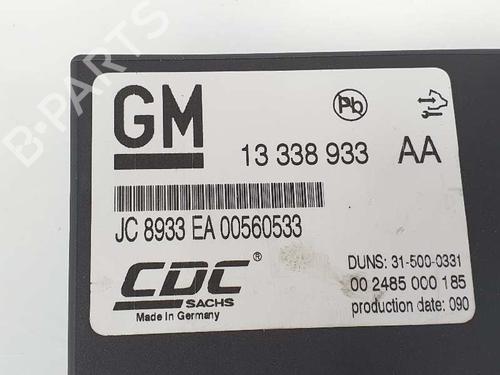 GM
Pb
13 338 933 AA
JC 8933 EA 00560533
CDC®
SACHS
Made in Germany
DUNS: 31-500-0331
00 2485 000 185
production date: 090
B-PARTS